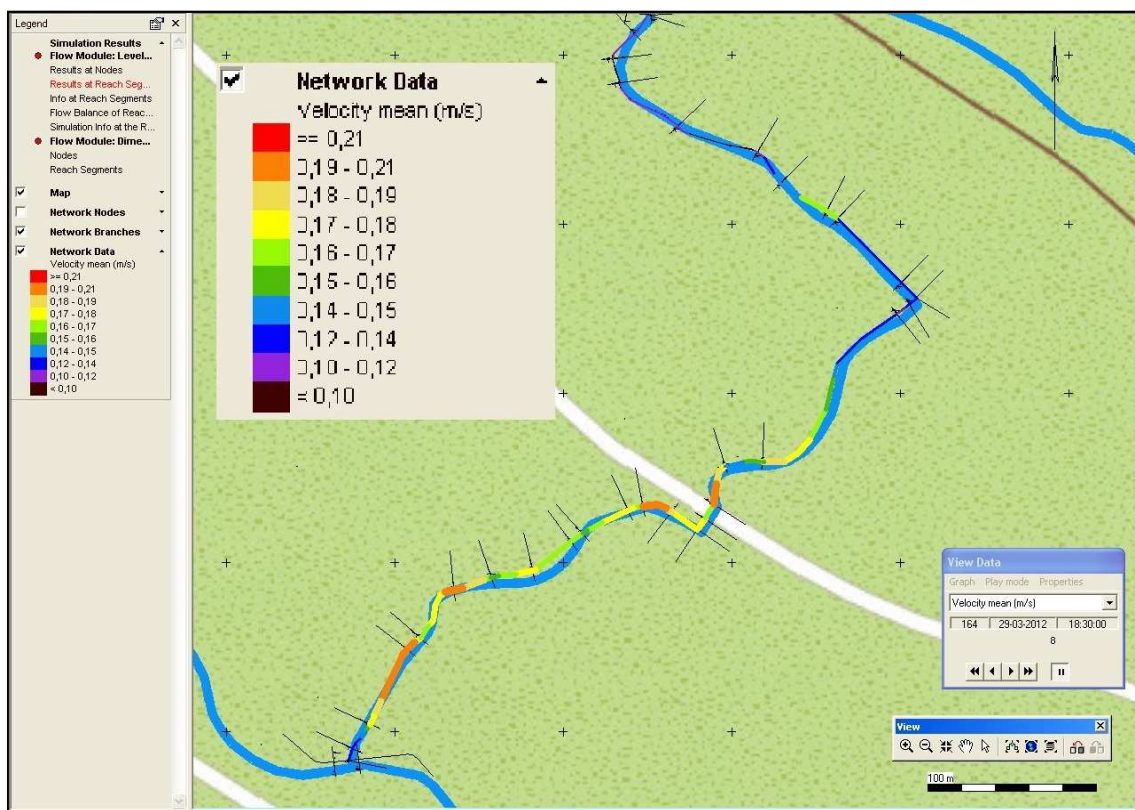 Legend
Simulation Results
Flow Module: Level...
Results at Nodes
Results at Reach Seg...
Info at Reach Segments
Flow Balance of Reac...
Simulation Info at the R...
Flow Module: Dime...
Nodes
Reach Segments
Map
Network Nodes
Network Branches
Network Data
Velocity mean (m/s)
>= 0,21
0,19 - 0,21
0,18 - 0,19
0,17 - 0,18
0,16 - 0,17
0,15 - 0,16
0,14 - 0,15
0,12 - 0,14
0,10 - 0,12
< 0,10
Network Data
Velocity mean (m/s)
>= 0,21
0,19 - 0,21
0,18 - 0,19
0,17 - 0,18
0,16 - 0,17
0,15 - 0,16
0,14 - 0,15
0,12 - 0,14
0,10 - 0,12
< 0,10
View Data
Graph Play mode Properties
Velocity mean (m/s)
164 29-03-2012 18:30:00
8
View
100 m